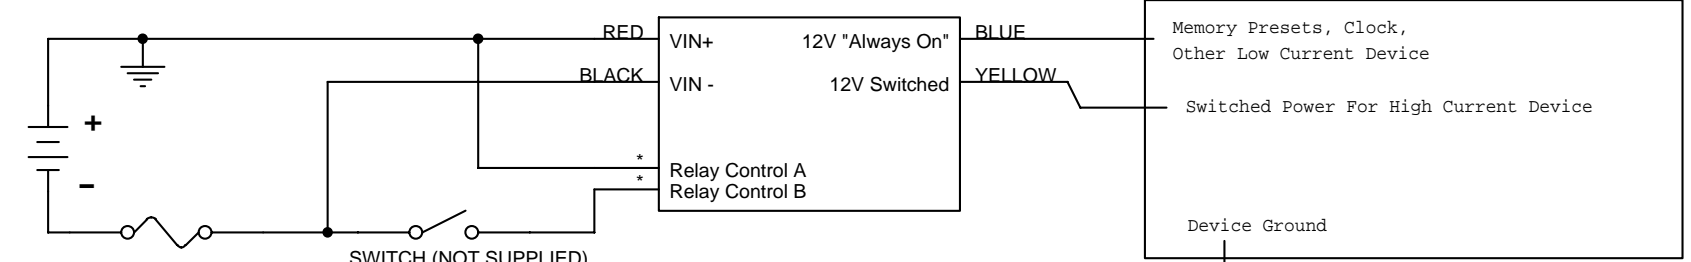 RED
BLACK
VIN+
VIN -
12V "Always On"
12V Switched
BLUE
YELLOW
Memory Presets, Clock,
Other Low Current Device
Switched Power For High Current Device
+
–
*
Relay Control A
*
Relay Control B
Device Ground
SWITCH (NOT SUPPLIED)